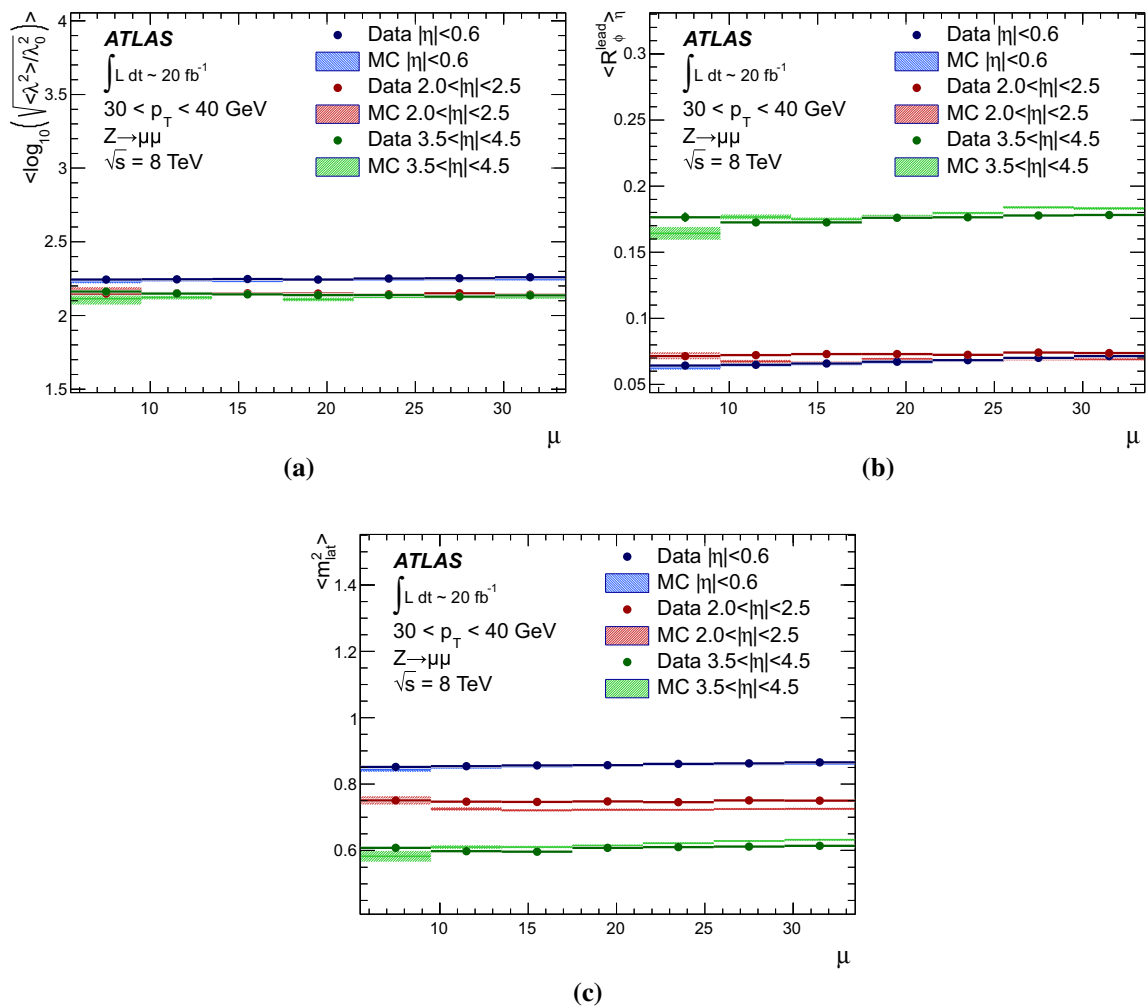 <log₁₀(√<λ²>/λ₀²)>
4
3.5
3
2.5
2
1.5
ATLAS
∫ L dt ~ 20 fb⁻¹
30 < p_T < 40 GeV
Z→μμ
√s = 8 TeV
Data |η|<0.6
MC |η|<0.6
Data 2.0<|η|<2.5
MC 2.0<|η|<2.5
Data 3.5<|η|<4.5
MC 3.5<|η|<4.5
10 15 20 25 30
μ
(a)
<R_ϕ^lead>η
0.3
0.25
0.2
0.15
0.1
0.05
ATLAS
∫ L dt ~ 20 fb⁻¹
30 < p_T < 40 GeV
Z→μμ
√s = 8 TeV
Data |η|<0.6
MC |η|<0.6
Data 2.0<|η|<2.5
MC 2.0<|η|<2.5
Data 3.5<|η|<4.5
MC 3.5<|η|<4.5
10 15 20 25 30
μ
(b)
<m²_lat>
1.4
1.2
1
0.8
0.6
ATLAS
∫ L dt ~ 20 fb⁻¹
30 < p_T < 40 GeV
Z→μμ
√s = 8 TeV
Data |η|<0.6
MC |η|<0.6
Data 2.0<|η|<2.5
MC 2.0<|η|<2.5
Data 3.5<|η|<4.5
MC 3.5<|η|<4.5
10 15 20 25 30
μ
(c)